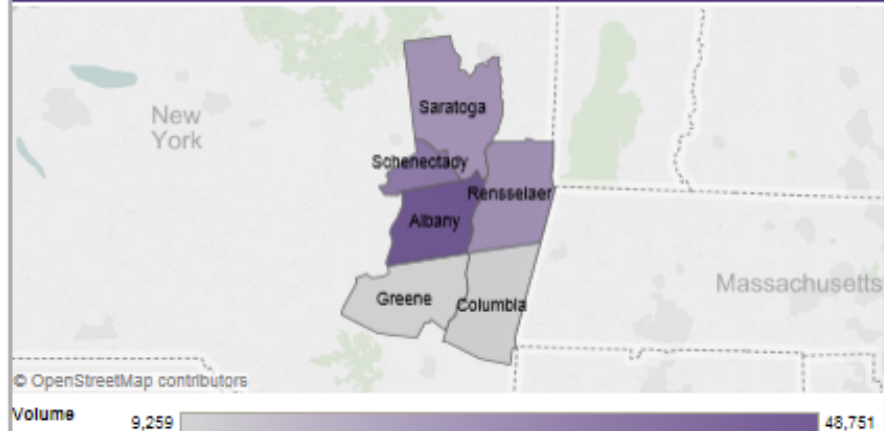 New
York
Saratoga
Schenectady
Rensselaer
Albany
Massachusetts
Greene
Columbia
© OpenStreetMap contributors
Volume
9,259
48,751